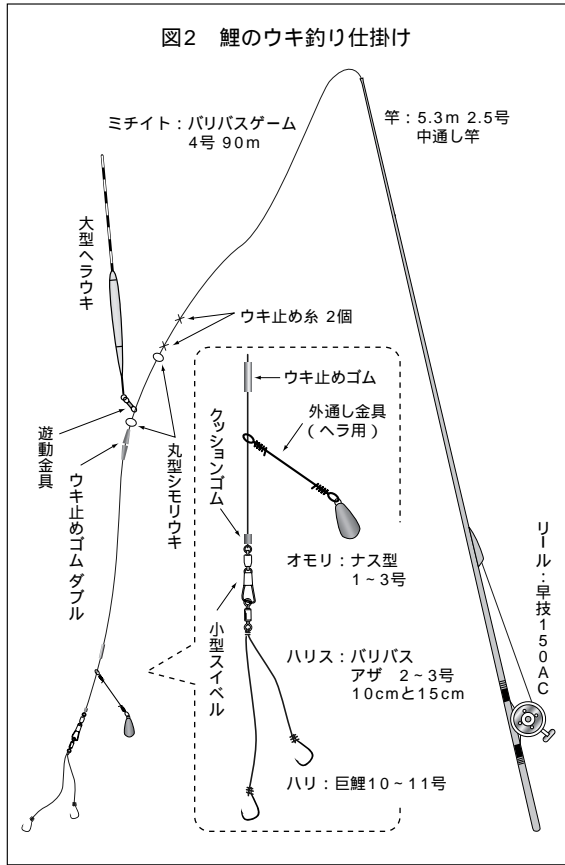 図2　鯉のウキ釣り仕掛け
ミチイト：バリバスゲーム
4号 90m
竿：5.3m 2.5号
中通し竿
大型ヘラウキ
ウキ止め糸 2個
ウキ止めゴム
外通し金具
（ヘラ用）
遊動金具
ウキ止めゴム ダブル
丸型シモリウキ
クッションゴム
小型スイベル
オモリ：ナス型
1～3号
ハリス：バリバス
アザ　2～3号
10cmと15cm
ハリ：巨鯉10～11号
リール：早技150AC